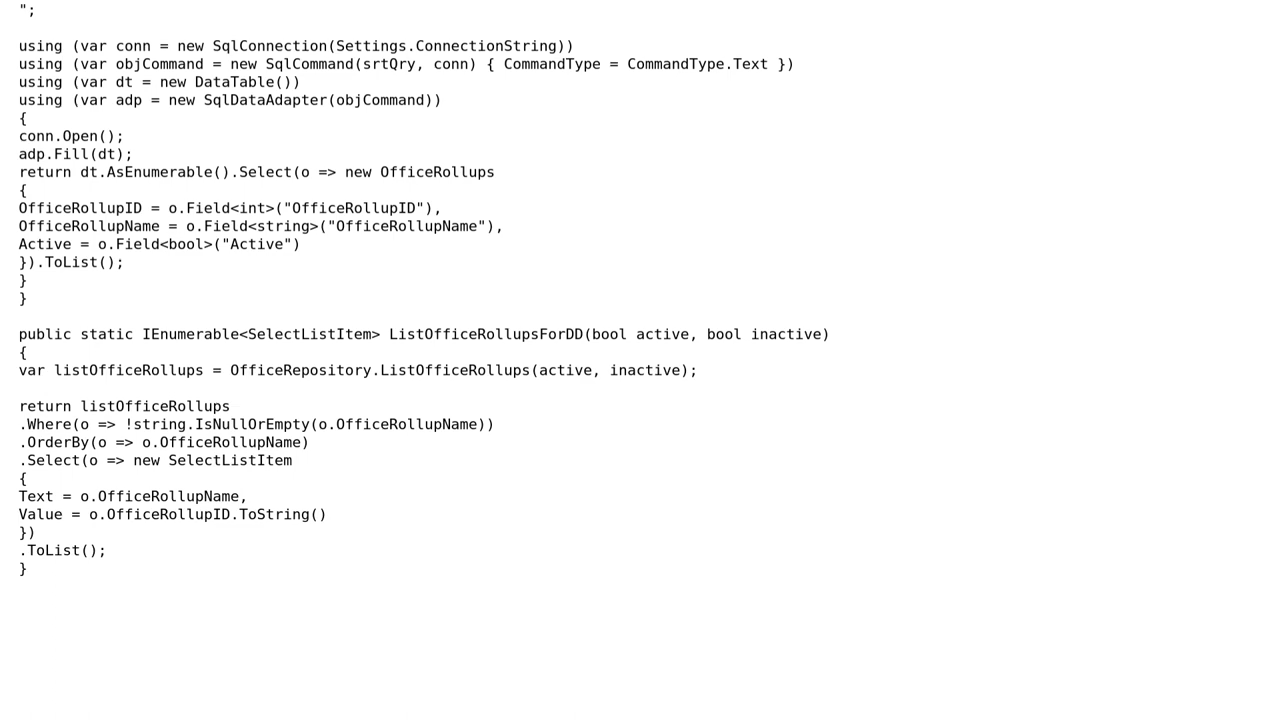 ";
using (var conn = new SqlConnection(Settings.ConnectionString))
using (var objCommand = new SqlCommand(srtQry, conn) { CommandType = CommandType.Text })
using (var dt = new DataTable())
using (var adp = new SqlDataAdapter(objCommand))
{
conn.Open();
adp.Fill(dt);
return dt.AsEnumerable().Select(o => new OfficeRollups
{
OfficeRollupID = o.Field<int>("OfficeRollupID"),
OfficeRollupName = o.Field<string>("OfficeRollupName"),
Active = o.Field<bool>("Active")
}).ToList();
}
}
public static IEnumerable<SelectListItem> ListOfficeRollupsForDD(bool active, bool inactive)
{
var listOfficeRollups = OfficeRepository.ListOfficeRollups(active, inactive);
return listOfficeRollups
.Where(o => !string.IsNullOrEmpty(o.OfficeRollupName))
.OrderBy(o => o.OfficeRollupName)
.Select(o => new SelectListItem
{
Text = o.OfficeRollupName,
Value = o.OfficeRollupID.ToString()
})
.ToList();
}